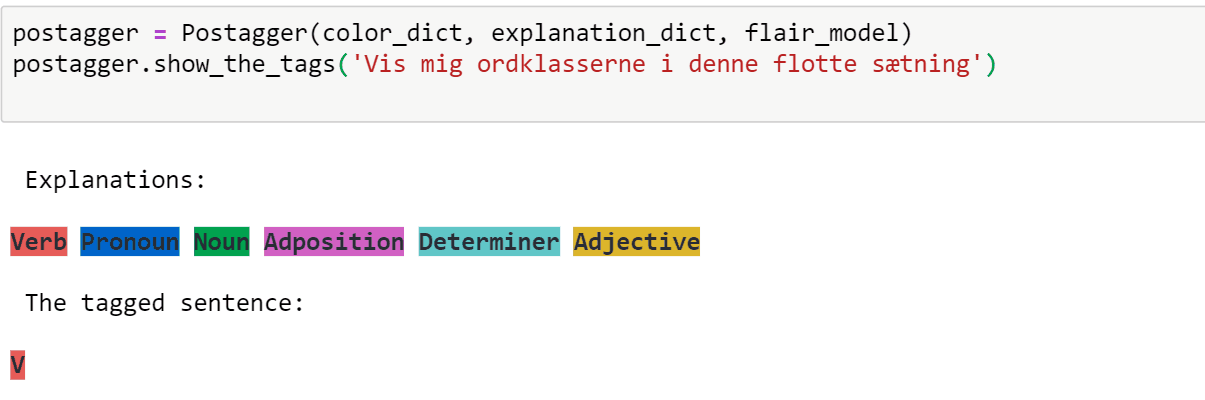 postagger = Postagger(color_dict, explanation_dict, flair_model)
postagger.show_the_tags('Vis mig ordklasserne i denne flotte sætning')
Explanations:
Verb Pronoun Noun Adposition Determiner Adjective
The tagged sentence:
V